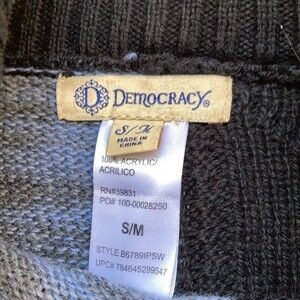 D DEMOCRACY®
S/M
MADE IN
CHINA
100% ACRYLIC/
ACRILICO
RN#39831
PO# 100-00028250
S/M
STYLE B6789IPSW
UPC# 784645299547